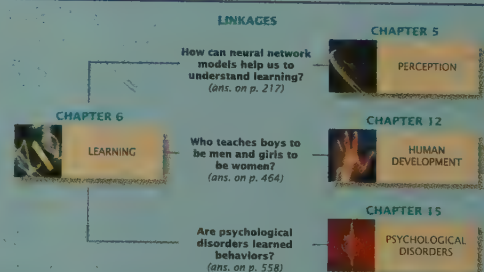 LINKAGES
CHAPTER 5
How can neural network
models help us to
understand learning?
(ans. on p. 217)
PERCEPTION
CHAPTER 6
LEARNING
CHAPTER 12
Who teaches boys to
be men and girls to
be women?
(ans. on p. 464)
HUMAN
DEVELOPMENT
CHAPTER 15
Are psychological
disorders learned
behaviors?
(ans. on p. 558)
PSYCHOLOGICAL
DISORDERS